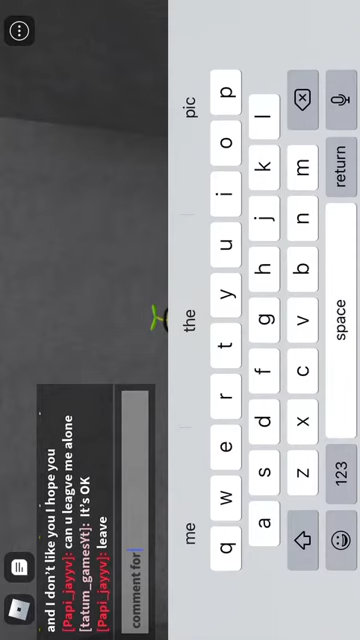 and I don't like you I hope you
[Papi_jayyv]: can u leagve me alone
[tatum_gamesYt]: It's OK
[Papi_jayyv]: leave
comment for
me
the
pic
q w e r t y u i o p
a s d f g h j k l
z x c v b n m
123
space
return